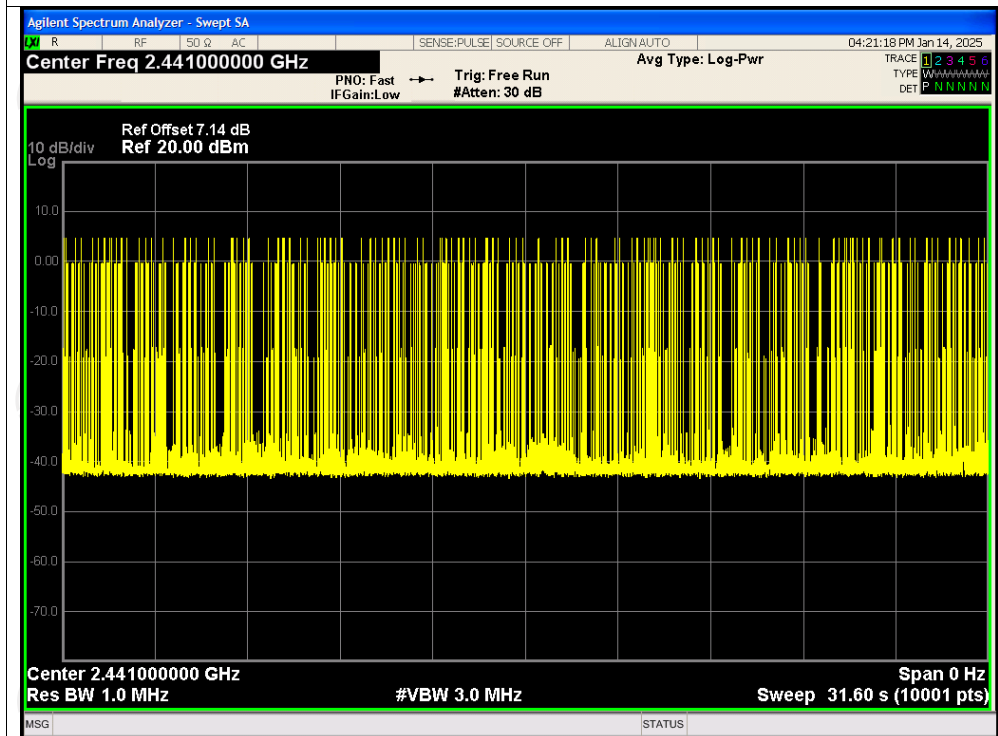 Agilent Spectrum Analyzer - Swept SA
LXI R RF 50 Ω AC SENSE:PULSE SOURCE OFF ALIGN AUTO 04:21:18 PM Jan 14, 2025
Center Freq 2.441000000 GHz Avg Type: Log-Pwr TRACE 1 2 3 4 5 6
PNO: Fast Trig: Free Run TYPE WWWWWW
IFGain:Low #Atten: 30 dB DET P N N N N N
Ref Offset 7.14 dB
10 dB/div Ref 20.00 dBm
Log
10.0
0.00
-10.0
-20.0
-30.0
-40.0
-50.0
-60.0
-70.0
Center 2.441000000 GHz Span 0 Hz
Res BW 1.0 MHz #VBW 3.0 MHz Sweep 31.60 s (10001 pts)
MSG STATUS